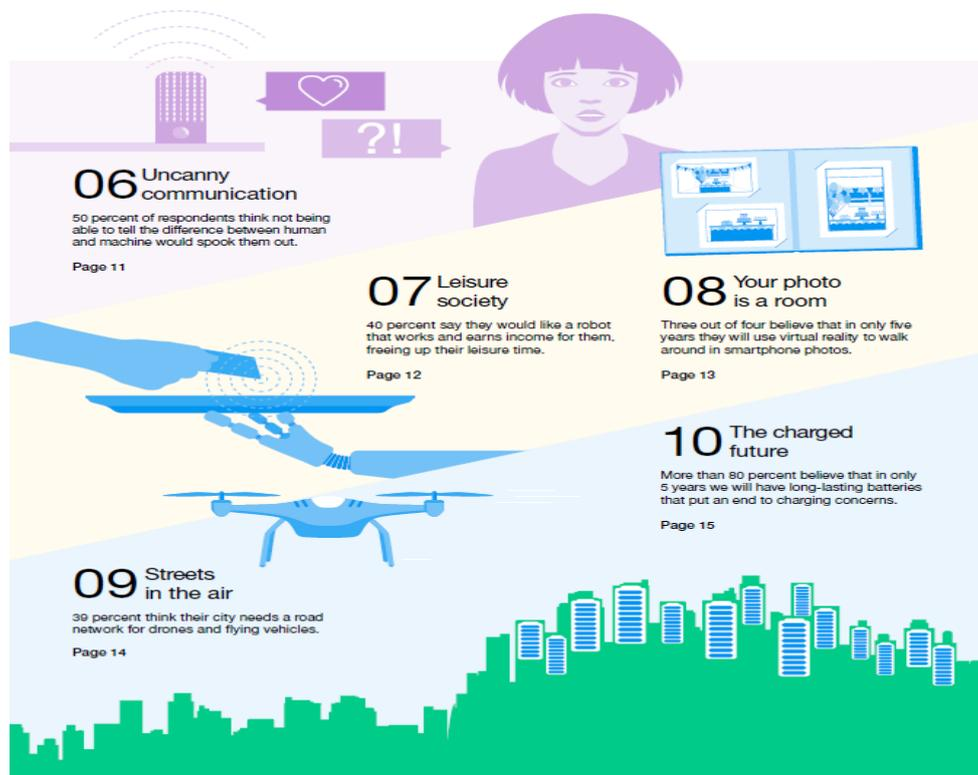 ?!
06 Uncanny
communication
50 percent of respondents think not being
able to tell the difference between human
and machine would spook them out.
Page 11
07 Leisure
society
40 percent say they would like a robot
that works and earns income for them,
freeing up their leisure time.
Page 12
08 Your photo
is a room
Three out of four believe that in only five
years they will use virtual reality to walk
around in smartphone photos.
Page 13
09 Streets
in the air
39 percent think their city needs a road
network for drones and flying vehicles.
Page 14
10 The charged
future
More than 80 percent believe that in only
5 years we will have long-lasting batteries
that put an end to charging concerns.
Page 15